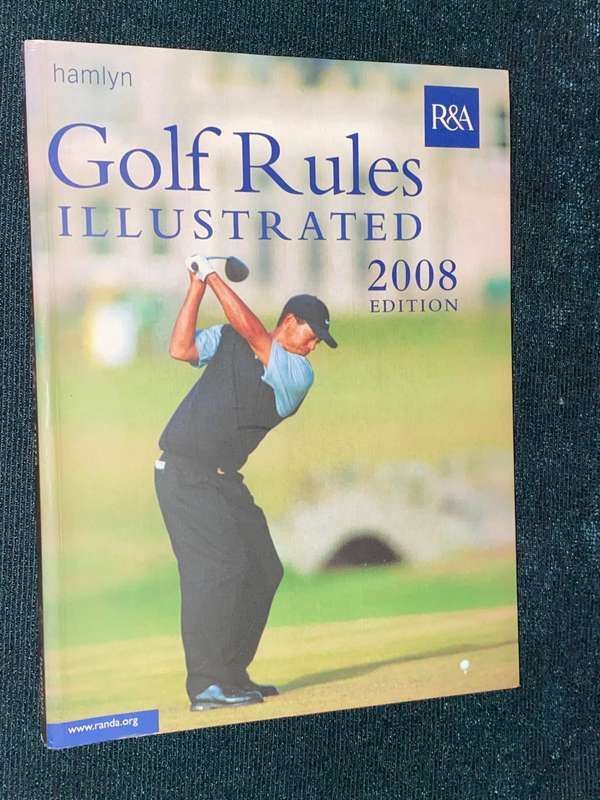 hamlyn
R&A
Golf Rules
ILLUSTRATED
2008
EDITION
www.randa.org